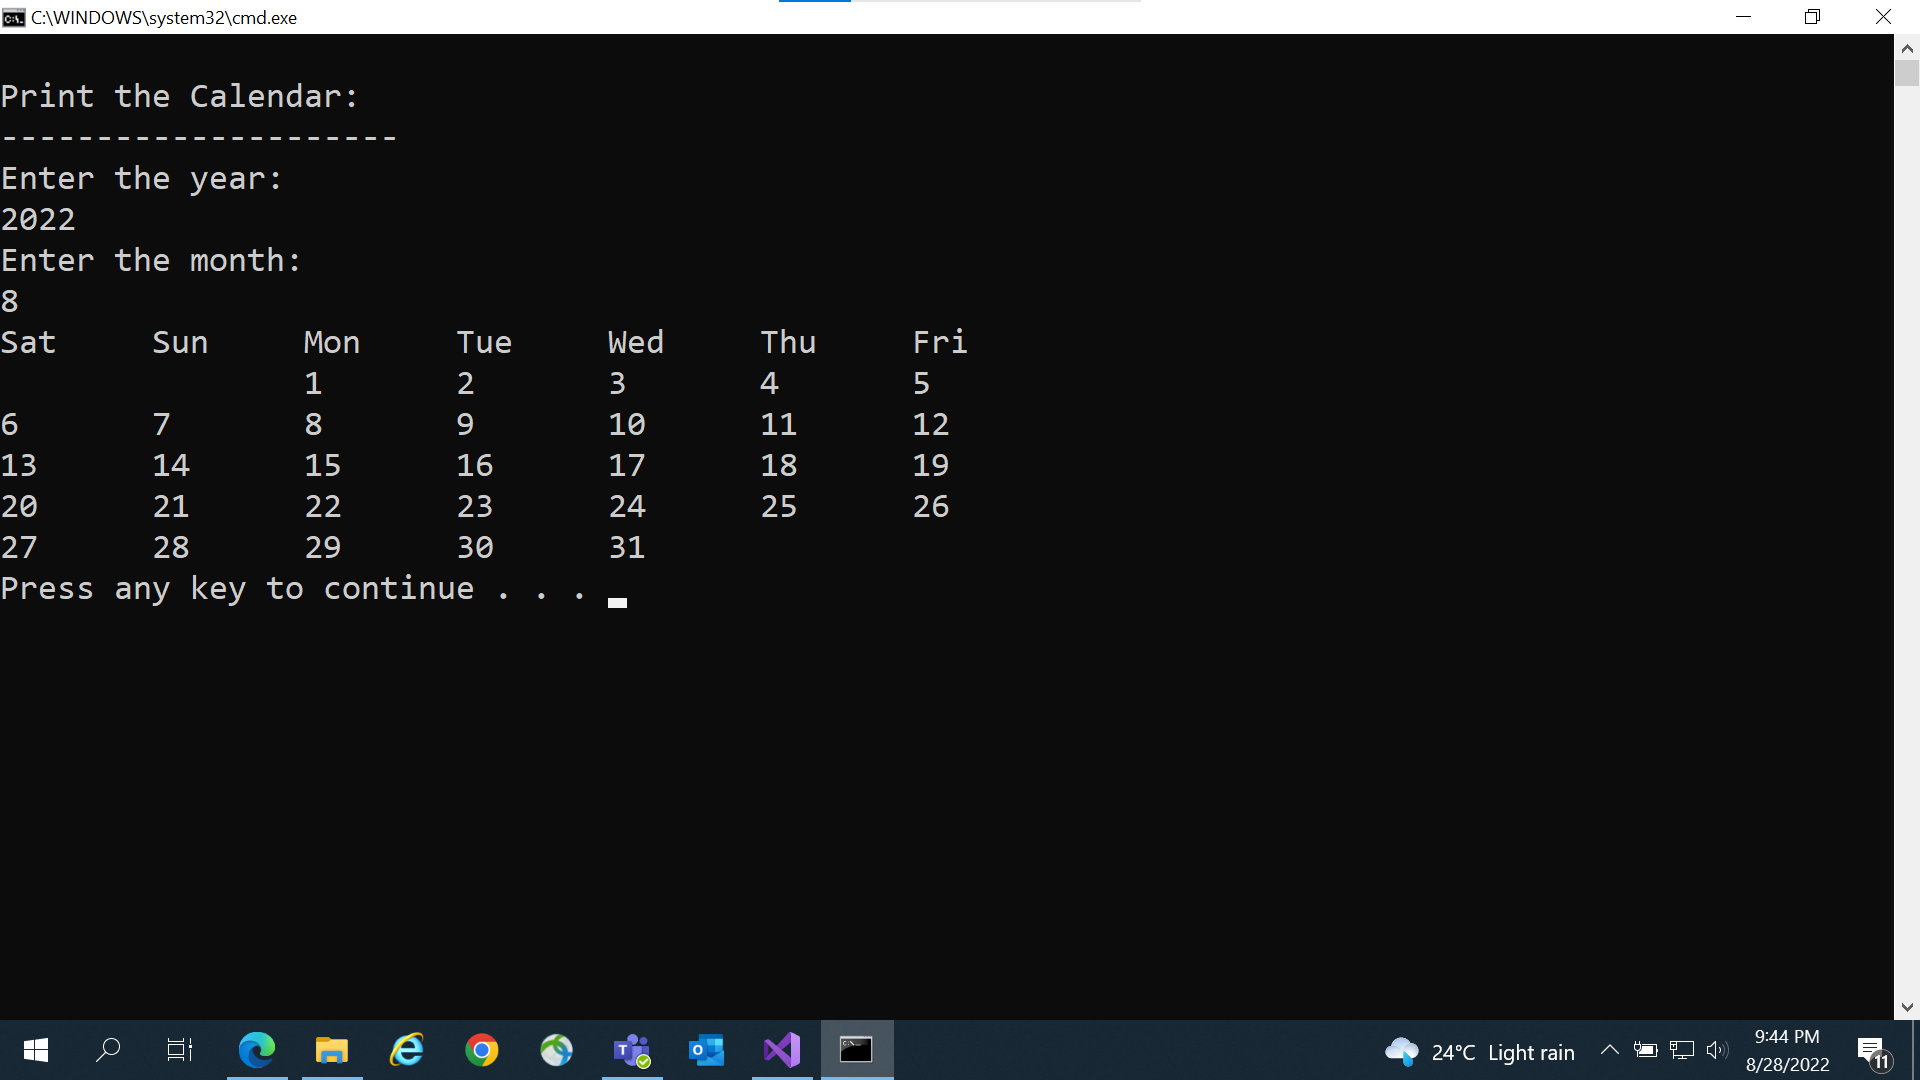 C:\WINDOWS\system32\cmd.exe
Print the Calendar:
---------------------
Enter the year:
2022
Enter the month:
8
Sat Sun Mon Tue Wed Thu Fri
1 2 3 4 5
6 7 8 9 10 11 12
13 14 15 16 17 18 19
20 21 22 23 24 25 26
27 28 29 30 31
Press any key to continue . . .
24°C Light rain
9:44 PM
8/28/2022
11